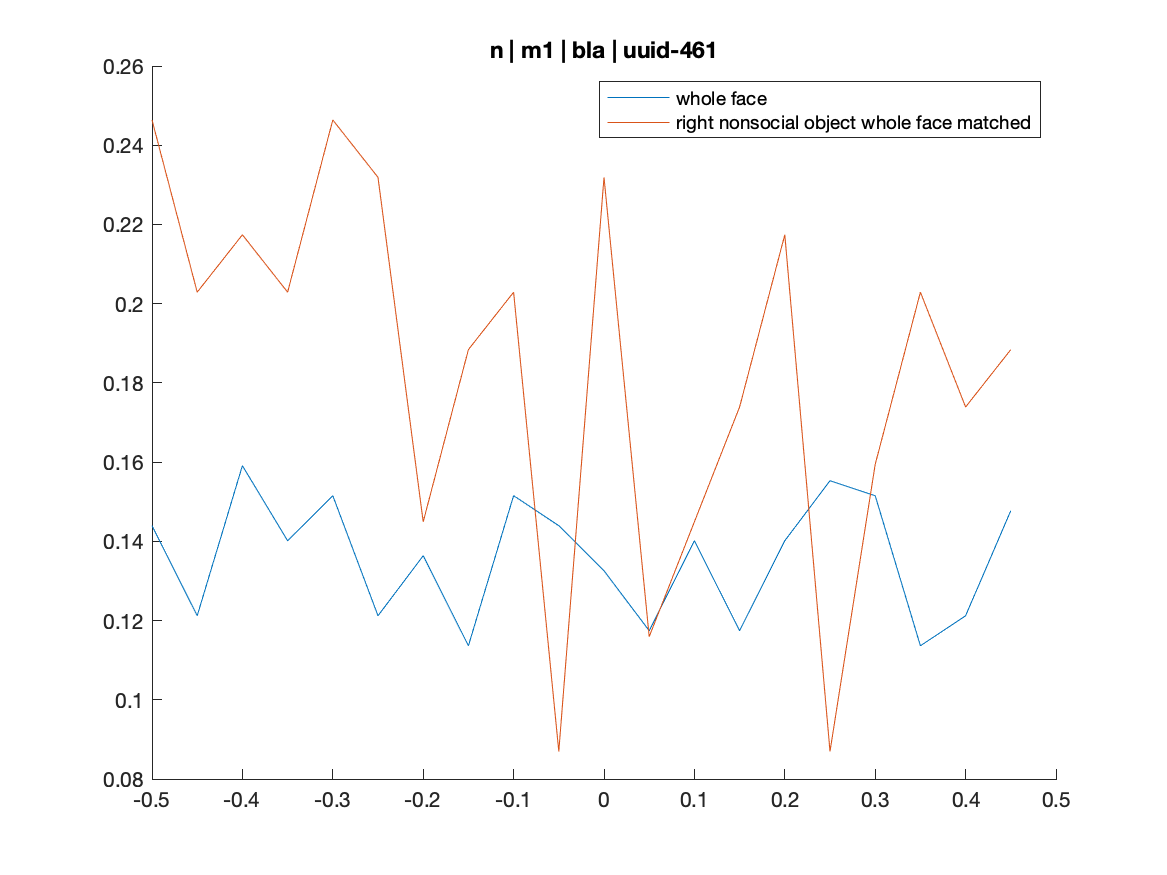 n | m1 | bla | uuid-461
whole face
right nonsocial object whole face matched
0.26
0.24
0.22
0.2
0.18
0.16
0.14
0.12
0.1
0.08
-0.5 -0.4 -0.3 -0.2 -0.1 0 0.1 0.2 0.3 0.4 0.5